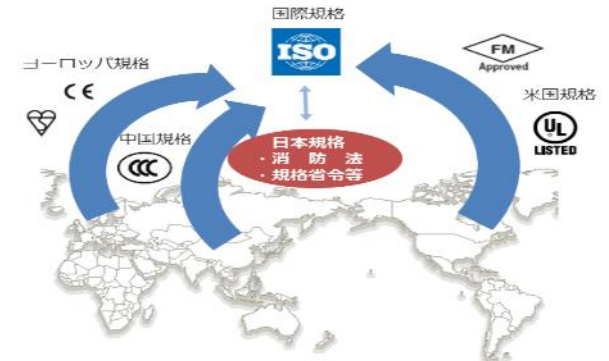 国際規格
ISO
FM
Approved
ヨーロッパ規格
CE
米国規格
中国規格
CCC
UL
LISTED
日本規格
・消 防 法
・規格省令等